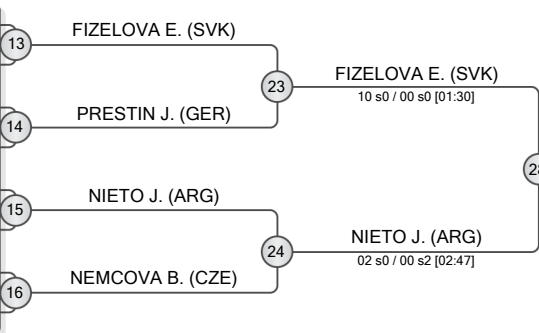 FIZELOVA E. (SVK)
13
FIZELOVA E. (SVK)
23
10 s0 / 00 s0 [01:30]
PRESTIN J. (GER)
14
NIETO J. (ARG)
15
NIETO J. (ARG)
24
02 s0 / 00 s2 [02:47]
NEMCOVA B. (CZE)
16